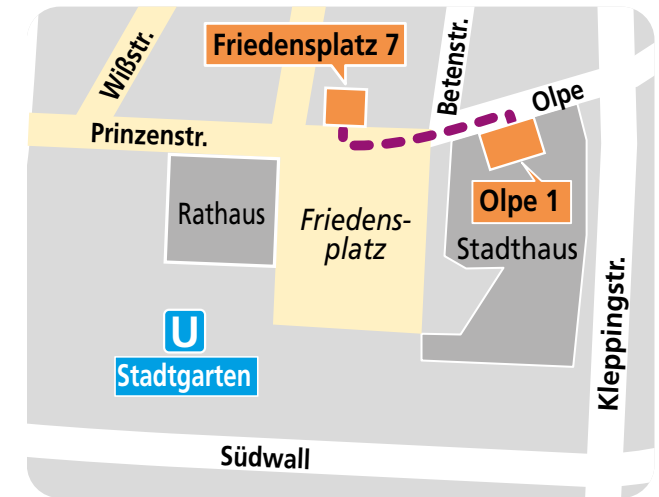 Wißstr.
Friedensplatz 7
Betenstr.
Olpe
Prinzenstr.
Olpe 1
Rathaus
Friedens-
platz
Stadthaus
Kleppingstr.
U
Stadtgarten
Südwall